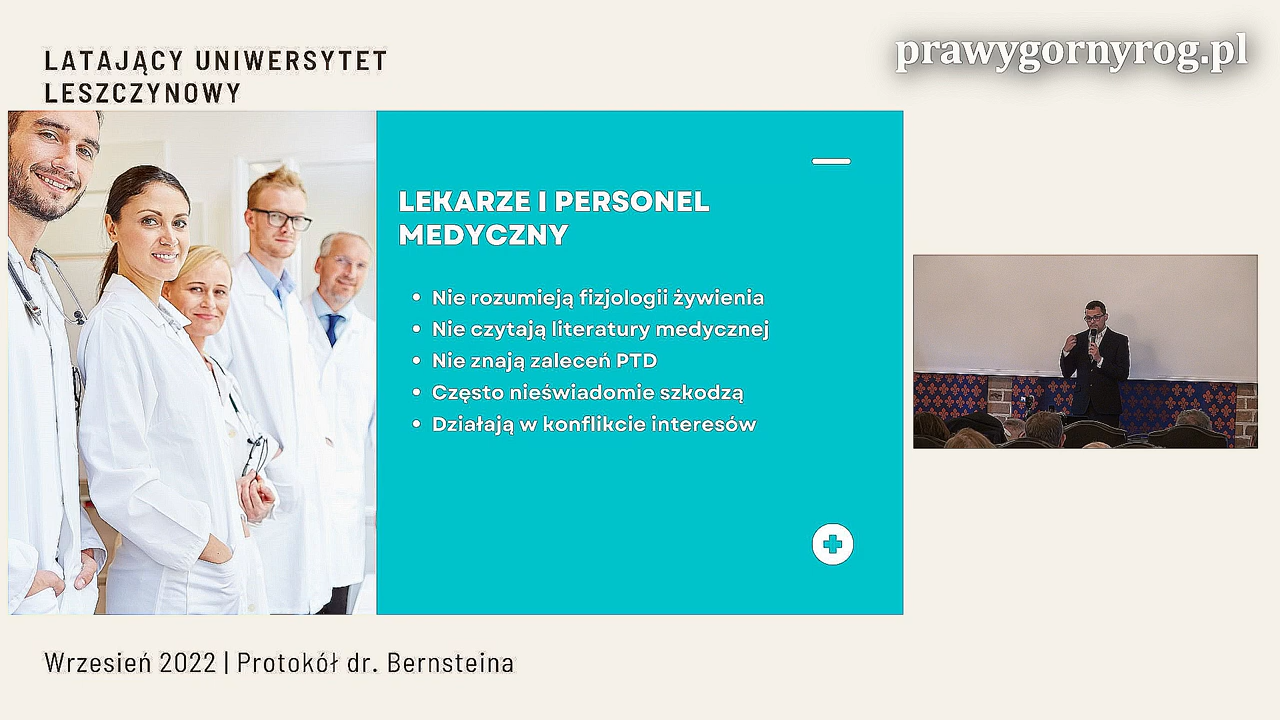 LATAJĄCY UNIWERSYTET
LESZCZYNOWY
prawygornyrog.pl
LEKARZE I PERSONEL
MEDYCZNY
• Nie rozumieją fizjologii żywienia
• Nie czytają literatury medycznej
• Nie znają zaleceń PTD
• Często nieświadomie szkodzą
• Działają w konflikcie interesów
Wrzesień 2022 | Protokół dr. Bernsteina